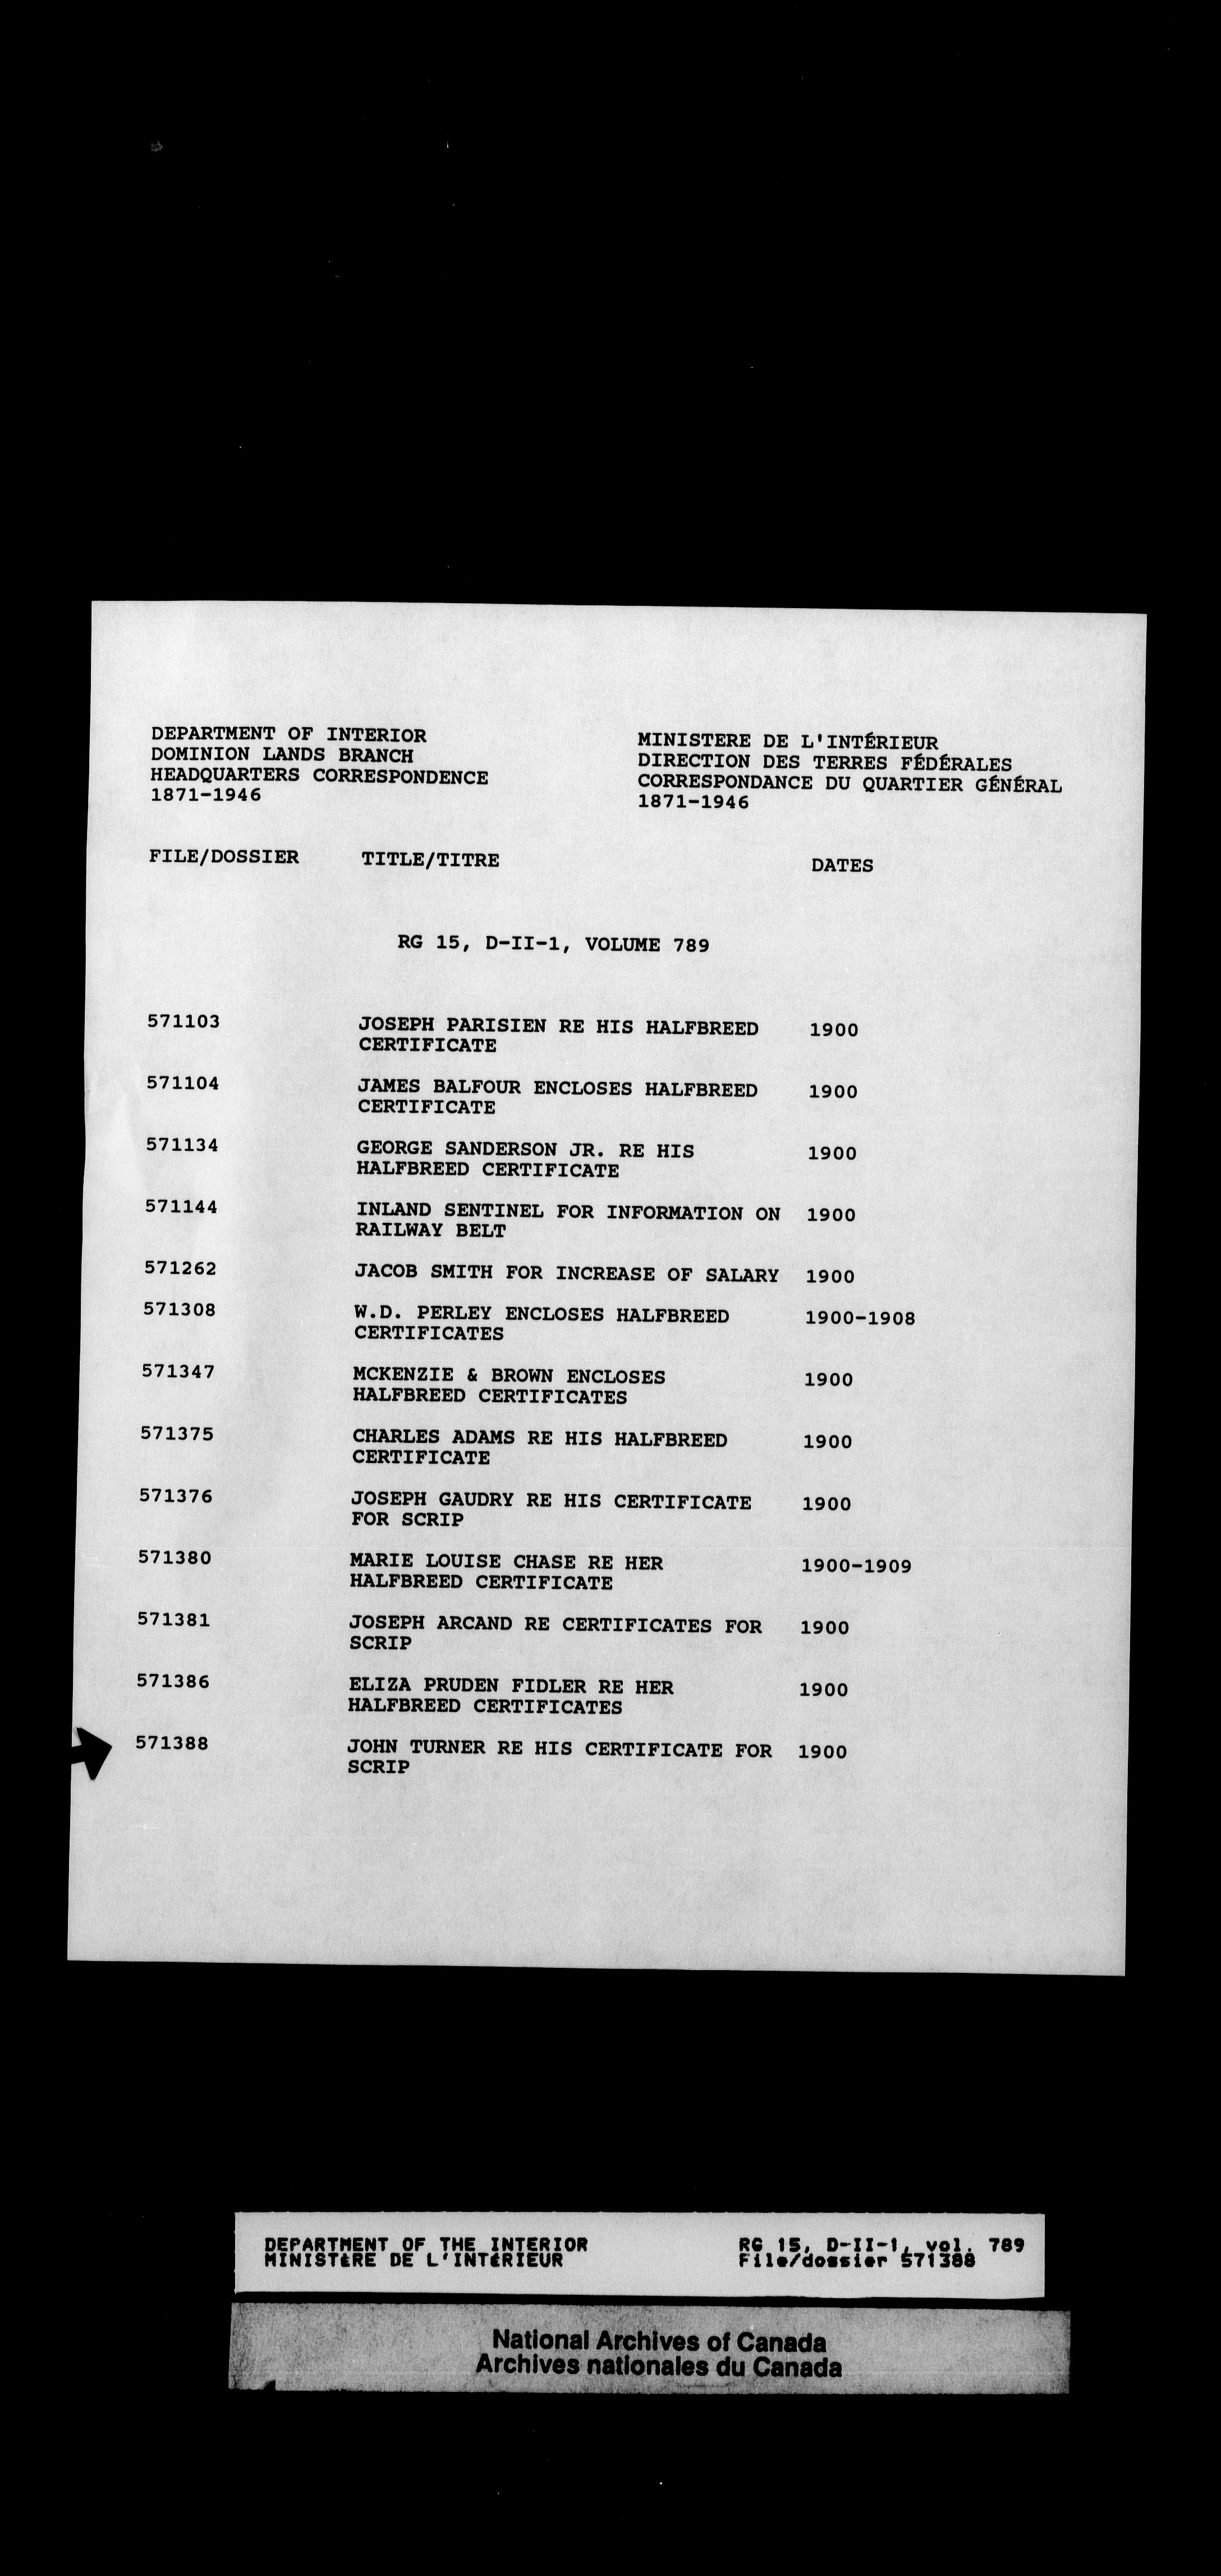 DEPARTMENT OF INTERIOR
DOMINION LANDS BRANCH
HEADQUARTERS CORRESPONDENCE
1871-1946
MINISTERE DE L'INTÉRIEUR
DIRECTION DES TERRES FÉDÉRALES
CORRESPONDANCE DU QUARTIER GÉNÉRAL
1871-1946
FILE/DOSSIER TITLE/TITRE DATES
RG 15, D-II-1, VOLUME 789
571103 JOSEPH PARISIEN RE HIS HALFBREED 1900
CERTIFICATE
571104 JAMES BALFOUR ENCLOSES HALFBREED 1900
CERTIFICATE
571134 GEORGE SANDERSON JR. RE HIS 1900
HALFBREED CERTIFICATE
571144 INLAND SENTINEL FOR INFORMATION ON 1900
RAILWAY BELT
571262 JACOB SMITH FOR INCREASE OF SALARY 1900
571308 W.D. PERLEY ENCLOSES HALFBREED 1900-1908
CERTIFICATES
571347 MCKENZIE & BROWN ENCLOSES 1900
HALFBREED CERTIFICATES
571375 CHARLES ADAMS RE HIS HALFBREED 1900
CERTIFICATE
571376 JOSEPH GAUDRY RE HIS CERTIFICATE 1900
FOR SCRIP
571380 MARIE LOUISE CHASE RE HER 1900-1909
HALFBREED CERTIFICATE
571381 JOSEPH ARCAND RE CERTIFICATES FOR 1900
SCRIP
571386 ELIZA PRUDEN FIDLER RE HER 1900
HALFBREED CERTIFICATES
571388 JOHN TURNER RE HIS CERTIFICATE FOR 1900
SCRIP
DEPARTMENT OF THE INTERIOR RG 15, D-II-1, vol. 789
MINISTèRE DE L'INTéRIEUR File/dossier 571388
National Archives of Canada
Archives nationales du Canada